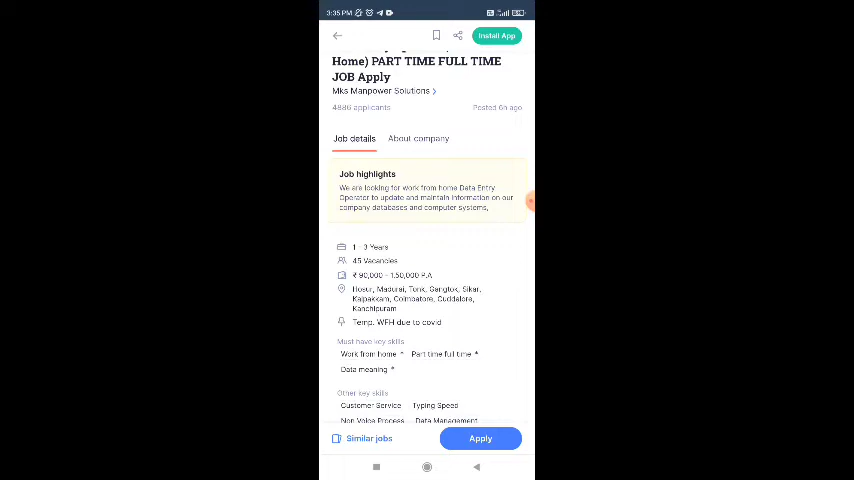 3:35 PM
Install App
Home) PART TIME FULL TIME
JOB Apply
Mks Manpower Solutions >
4886 applicants
Posted 6h ago
Job details
About company
Job highlights
We are looking for work from home Data Entry
Operator to update and maintain information on our
company databases and computer systems,
1 - 3 Years
45 Vacancies
₹ 90,000 - 1,50,000 P.A
Hosur, Madurai, Tonk, Gangtok, Sikar,
Kalpakkam, Coimbatore, Cuddalore,
Kanchipuram
Temp. WFH due to covid
Must have key skills
Work from home * Part time full time *
Data meaning *
Other key skills
Customer Service Typing Speed
Non Voice Process Data Management
Similar jobs
Apply